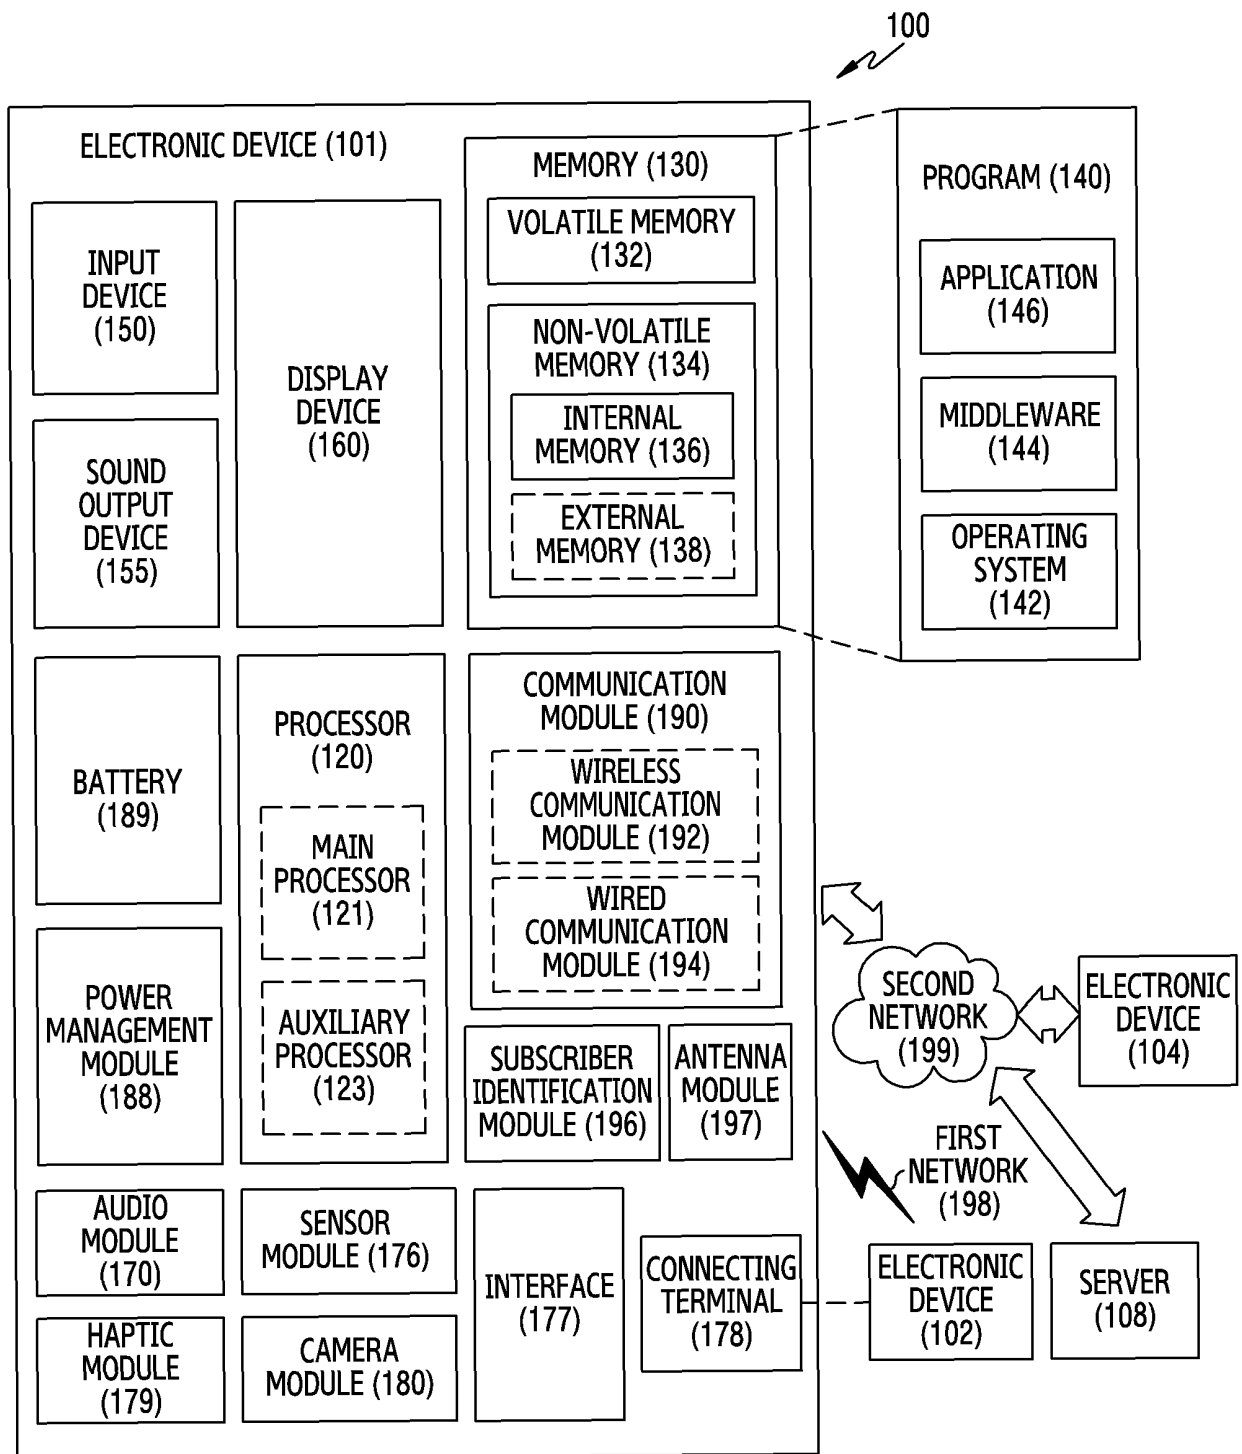 100
ELECTRONIC DEVICE (101)
INPUT
DEVICE
(150)
SOUND
OUTPUT
DEVICE
(155)
DISPLAY
DEVICE
(160)
MEMORY (130)
VOLATILE MEMORY
(132)
NON-VOLATILE
MEMORY (134)
INTERNAL
MEMORY (136)
EXTERNAL
MEMORY (138)
PROGRAM (140)
APPLICATION
(146)
MIDDLEWARE
(144)
OPERATING
SYSTEM
(142)
BATTERY
(189)
POWER
MANAGEMENT
MODULE
(188)
PROCESSOR
(120)
MAIN
PROCESSOR
(121)
AUXILIARY
PROCESSOR
(123)
COMMUNICATION
MODULE (190)
WIRELESS
COMMUNICATION
MODULE (192)
WIRED
COMMUNICATION
MODULE (194)
SUBSCRIBER
IDENTIFICATION
MODULE (196)
ANTENNA
MODULE
(197)
SECOND
NETWORK
(199)
ELECTRONIC
DEVICE
(104)
FIRST
NETWORK
(198)
AUDIO
MODULE
(170)
SENSOR
MODULE (176)
HAPTIC
MODULE
(179)
CAMERA
MODULE (180)
INTERFACE
(177)
CONNECTING
TERMINAL
(178)
ELECTRONIC
DEVICE
(102)
SERVER
(108)